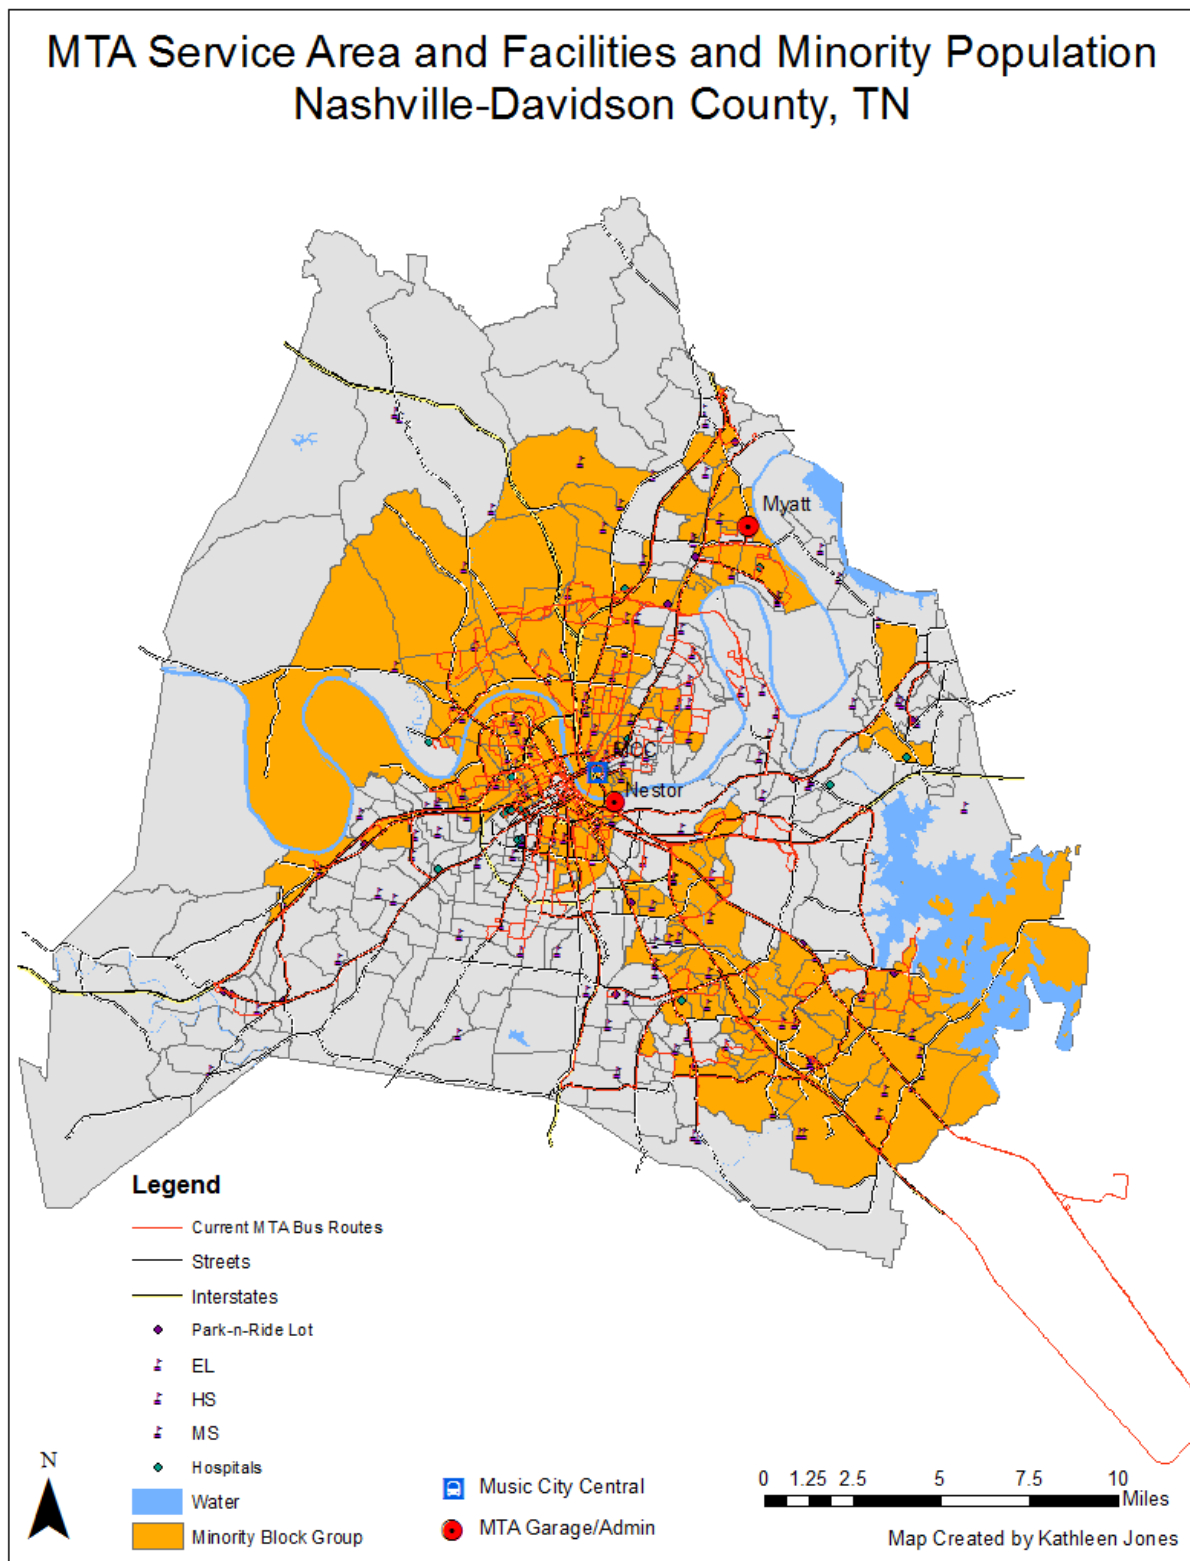 MTA Service Area and Facilities and Minority Population
Nashville-Davidson County, TN
Myatt
MCC
Nestor
Legend
Current MTA Bus Routes
Streets
Interstates
Park-n-Ride Lot
EL
HS
MS
Hospitals
Water
Minority Block Group
N
Music City Central
MTA Garage/Admin
0 1.25 2.5 5 7.5 10
Miles
Map Created by Kathleen Jones